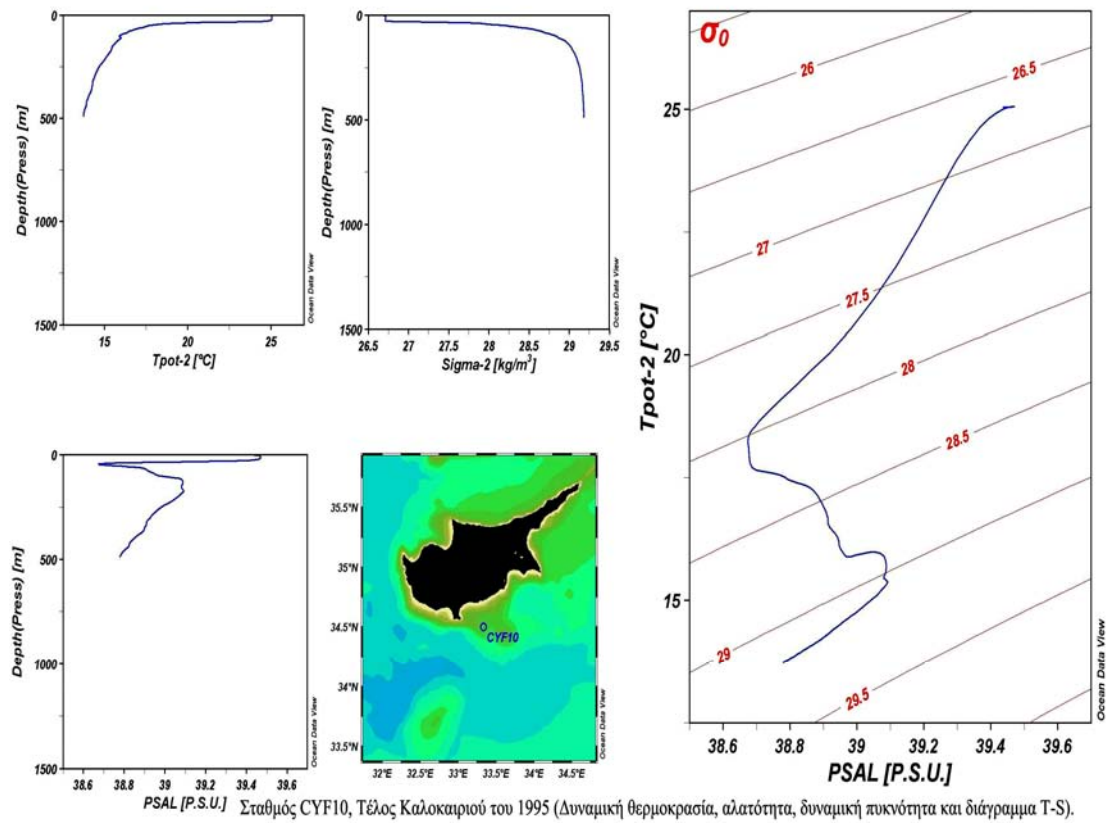 0
500
1000
1500
Depth(Press) [m]
15 20 25
Tpot-2 [°C]
Ocean Data View
0
500
1000
1500
Depth(Press) [m]
26.5 27 27.5 28 28.5 29 29.5
Sigma-2 [kg/m³]
Ocean Data View
σ₀
26
26.5
27
27.5
28
28.5
29
29.5
25
20
15
Tpot-2 [°C]
38.6 38.8 39 39.2 39.4 39.6
PSAL [P.S.U.]
Ocean Data View
0
500
1000
1500
Depth(Press) [m]
38.6 38.8 39 39.2 39.4 39.6
PSAL [P.S.U.]
Ocean Data View
35.5°N
35°N
34.5°N
34°N
33.5°N
CYF10
32°E 32.5°E 33°E 33.5°E 34°E 34.5°E
Ocean Data View
Σταθμός CYF10, Τέλος Καλοκαιριού του 1995 (Δυναμική θερμοκρασία, αλατότητα, δυναμική πυκνότητα και διάγραμμα T-S).